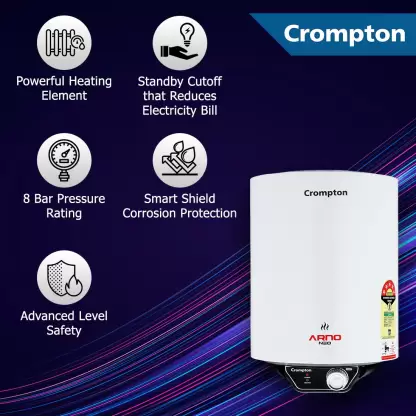 Crompton
Powerful Heating
Element
Standby Cutoff
that Reduces
Electricity Bill
8 Bar Pressure
Rating
Smart Shield
Corrosion Protection
Advanced Level
Safety
Crompton
ARNO
NEO
Crompton